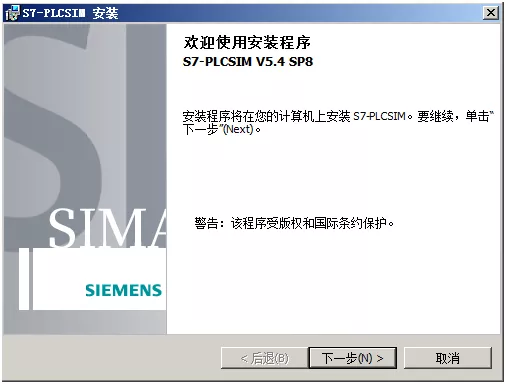 S7-PLCSIM 安装
欢迎使用安装程序
S7-PLCSIM V5.4 SP8
安装程序将在您的计算机上安装 S7-PLCSIM。要继续，单击“
下一步”(Next)。
警告：该程序受版权和国际条约保护。
SIMA
SIEMENS
< 后退(B)
下一步(N) >
取消